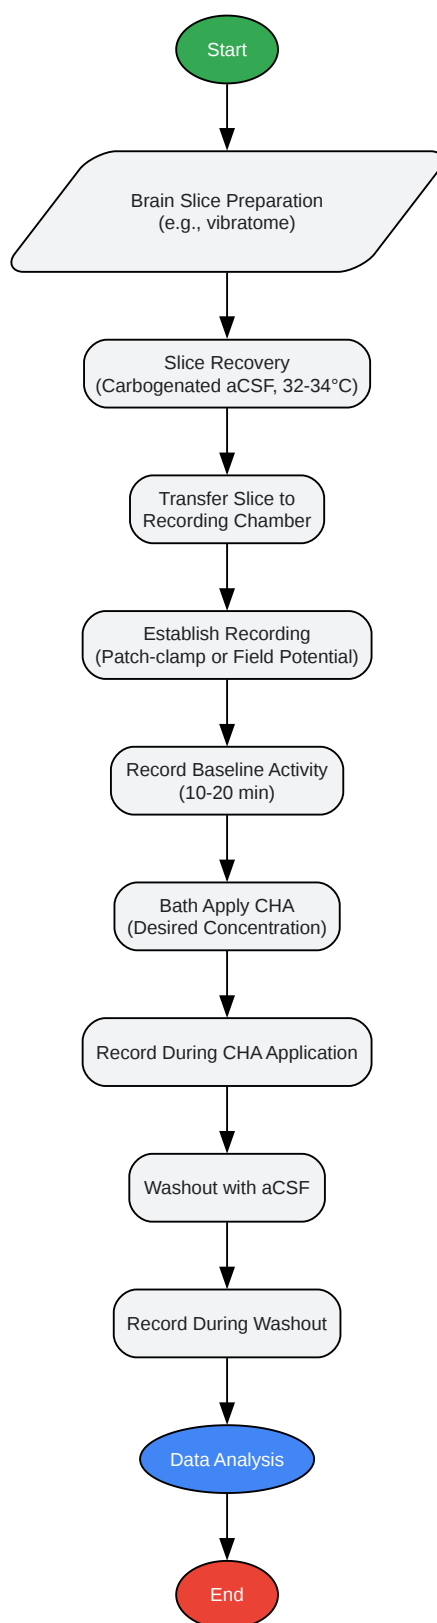 Start
Brain Slice Preparation
(e.g., vibratome)
Slice Recovery
(Carbogenated aCSF, 32-34°C)
Transfer Slice to
Recording Chamber
Establish Recording
(Patch-clamp or Field Potential)
Record Baseline Activity
(10-20 min)
Bath Apply CHA
(Desired Concentration)
Record During CHA Application
Washout with aCSF
Record During Washout
Data Analysis
End